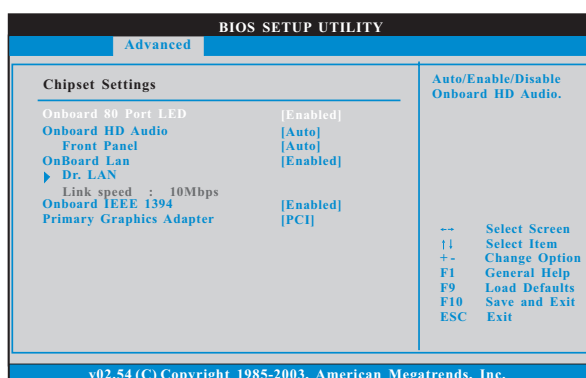 BIOS SETUP UTILITY
Advanced
Chipset Settings
Onboard 80 Port LED [Enabled]
Onboard HD Audio [Auto]
Front Panel [Auto]
OnBoard Lan [Enabled]
Dr. LAN
Link speed : 10Mbps
Onboard IEEE 1394 [Enabled]
Primary Graphics Adapter [PCI]
Auto/Enable/Disable
Onboard HD Audio.
←→ Select Screen
↑↓ Select Item
+- Change Option
F1 General Help
F9 Load Defaults
F10 Save and Exit
ESC Exit
v02.54 (C) Copyright 1985-2003, American Megatrends, Inc.